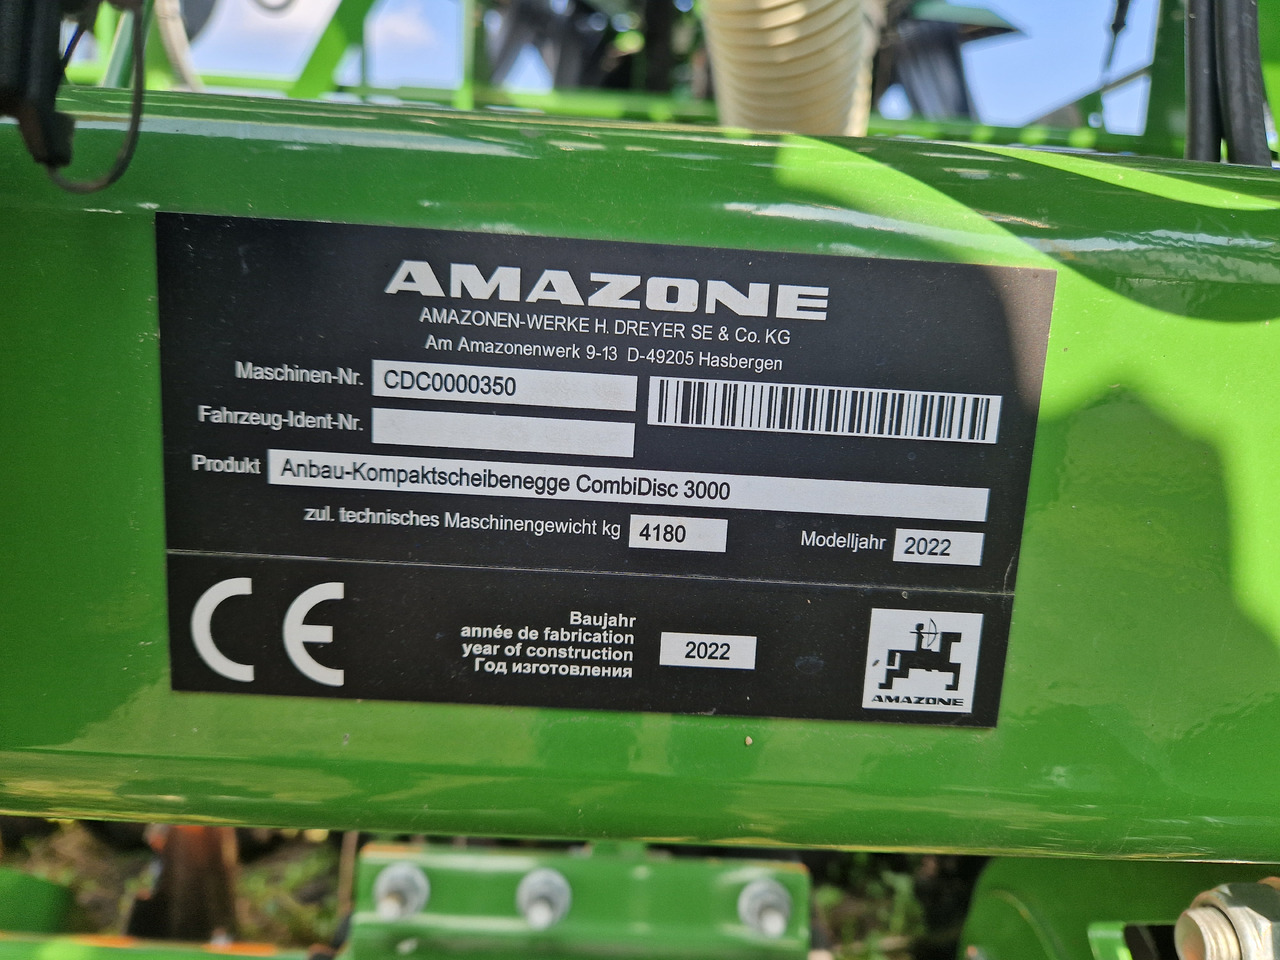 AMAZONE
AMAZONEN-WERKE H. DREYER SE & Co. KG
Am Amazonenwerk 9-13 D-49205 Hasbergen
Maschinen-Nr. CDC0000350
Fahrzeug-Ident-Nr.
Produkt Anbau-Kompaktscheibenegge CombiDisc 3000
zul. technisches Maschinengewicht kg 4180 Modelljahr 2022
CE
Baujahr
année de fabrication
year of construction 2022
Год изготовления
AMAZONE